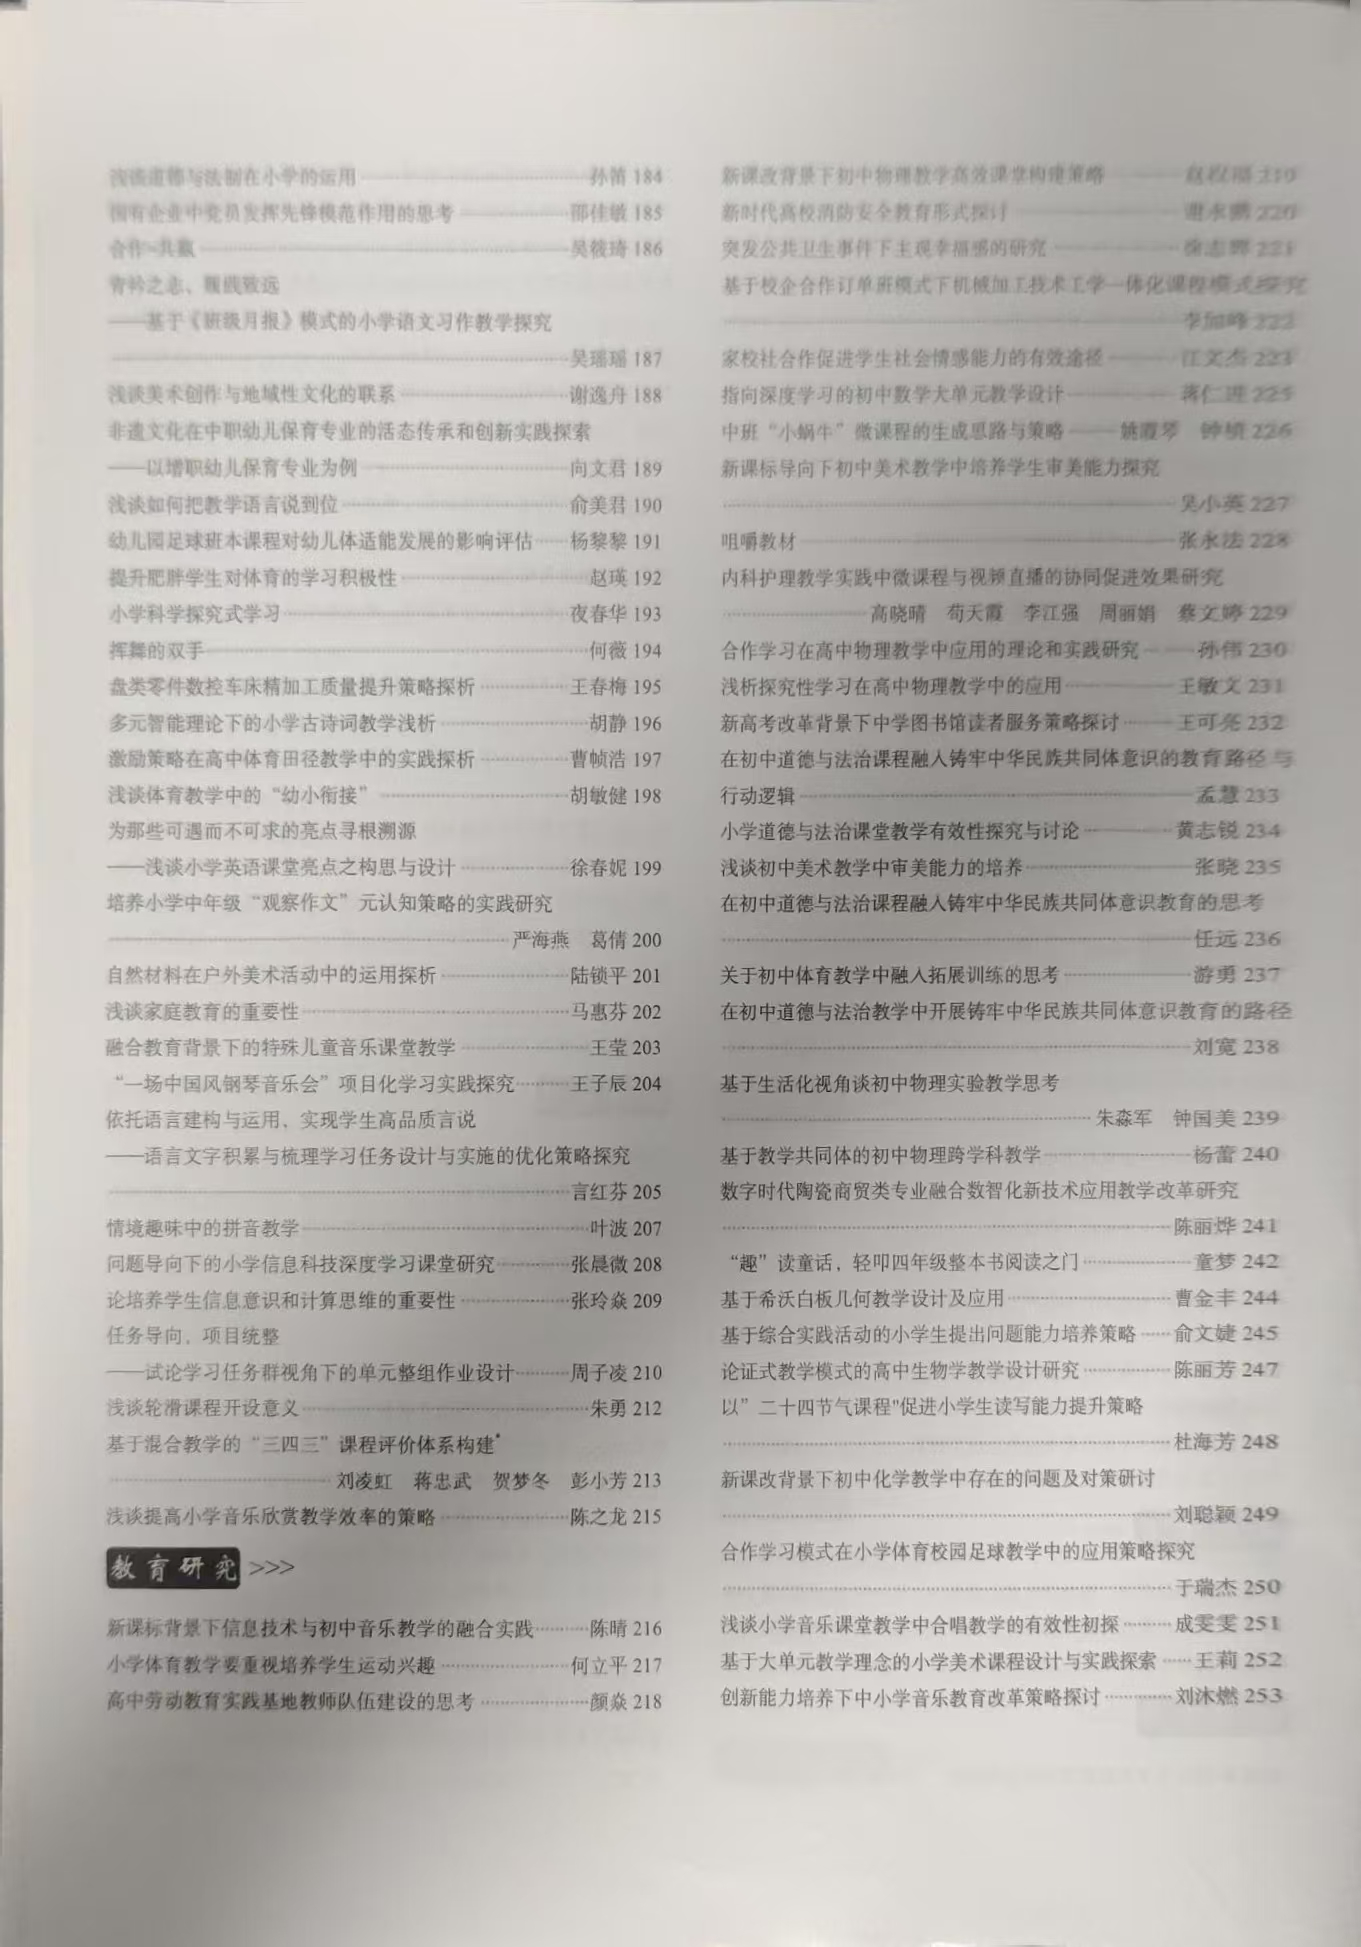 浅谈道德与法制在小学的运用 孙笛 184
国有企业中党员发挥先锋模范作用的思考 邵佳敏 185
合作-共赢 吴筱琦 186
青衿之志、履践致远
——基于《班级月报》模式的小学语文习作教学探究
吴瑶瑶 187
浅谈美术创作与地域性文化的联系 谢逸舟 188
非遗文化在中职幼儿保育专业的活态传承和创新实践探索
——以增职幼儿保育专业为例 向文君 189
浅谈如何把教学语言说到位 俞美君 190
幼儿园足球班本课程对幼儿体适能发展的影响评估 杨黎黎 191
提升肥胖学生对体育的学习积极性 赵瑛 192
小学科学探究式学习 夜春华 193
挥舞的双手 何薇 194
盘类零件数控车床精加工质量提升策略探析 王春梅 195
多元智能理论下的小学古诗词教学浅析 胡静 196
激励策略在高中体育田径教学中的实践探析 曹帧浩 197
浅谈体育教学中的“幼小衔接” 胡敏健 198
为那些可遇而不可求的亮点寻根溯源
——浅谈小学英语课堂亮点之构思与设计 徐春妮 199
培养小学中年级“观察作文”元认知策略的实践研究
严海燕 葛倩 200
自然材料在户外美术活动中的运用探析 陆锁平 201
浅谈家庭教育的重要性 马惠芬 202
融合教育背景下的特殊儿童音乐课堂教学 王莹 203
“一场中国风钢琴音乐会”项目化学习实践探究 王子辰 204
依托语言建构与运用，实现学生高品质言说
——语言文字积累与梳理学习任务设计与实施的优化策略探究
言红芬 205
情境趣味中的拼音教学 叶波 207
问题导向下的小学信息科技深度学习课堂研究 张晨微 208
论培养学生信息意识和计算思维的重要性 张玲焱 209
任务导向，项目统整
——试论学习任务群视角下的单元整组作业设计 周子凌 210
浅谈轮滑课程开设意义 朱勇 212
基于混合教学的“三四三”课程评价体系构建*
刘凌虹 蒋忠武 贺梦冬 彭小芳 213
浅谈提高小学音乐欣赏教学效率的策略 陈之龙 215
教育研究 >>>
新课标背景下信息技术与初中音乐教学的融合实践 陈晴 216
小学体育教学要重视培养学生运动兴趣 何立平 217
高中劳动教育实践基地教师队伍建设的思考 颜焱 218
新课改背景下初中物理教学高效课堂构建策略 219
新时代高校消防安全教育形式探讨 谢永鹏 220
突发公共卫生事件下主观幸福感的研究 徐志辉 221
基于校企合作订单班模式下机械加工技术工学一体化课程模式探究
李加峰 222
家校社合作促进学生社会情感能力的有效途径 江文杰 224
指向深度学习的初中数学大单元教学设计 蒋仁进 225
中班“小蜗牛”微课程的生成思路与策略 姚霞琴 钟桢 226
新课标导向下初中美术教学中培养学生审美能力探究
吴小英 227
咀嚼教材 张永法 228
内科护理教学实践中微课程与视频直播的协同促进效果研究
高晓晴 荀天霞 李江强 周丽娟 蔡文婷 229
合作学习在高中物理教学中应用的理论和实践研究 孙伟 230
浅析探究性学习在高中物理教学中的应用 王敏文 231
新高考改革背景下中学图书馆读者服务策略探讨 王可亮 232
在初中道德与法治课程融入铸牢中华民族共同体意识的教育路径与
行动逻辑 孟慧 233
小学道德与法治课堂教学有效性探究与讨论 黄志锐 234
浅谈初中美术教学中审美能力的培养 张晓 235
在初中道德与法治课程融入铸牢中华民族共同体意识教育的思考
任远 236
关于初中体育教学中融入拓展训练的思考 游勇 237
在初中道德与法治教学中开展铸牢中华民族共同体意识教育的路径
刘宽 238
基于生活化视角谈初中物理实验教学思考
朱淼军 钟国美 239
基于教学共同体的初中物理跨学科教学 杨蕾 240
数字时代陶瓷商贸类专业融合数智化新技术应用教学改革研究
陈丽烨 241
“趣”读童话，轻叩四年级整本书阅读之门 童梦 242
基于希沃白板几何教学设计及应用 曹金丰 244
基于综合实践活动的小学生提出问题能力培养策略 俞文婕 245
论证式教学模式的高中生物学教学设计研究 陈丽芳 247
以”二十四节气课程"促进小学生读写能力提升策略
杜海芳 248
新课改背景下初中化学教学中存在的问题及对策研讨
刘聪颖 249
合作学习模式在小学体育校园足球教学中的应用策略探究
于瑞杰 250
浅谈小学音乐课堂教学中合唱教学的有效性初探 成雯雯 251
基于大单元教学理念的小学美术课程设计与实践探索 王莉 252
创新能力培养下中小学音乐教育改革策略探讨 刘沐燃 253